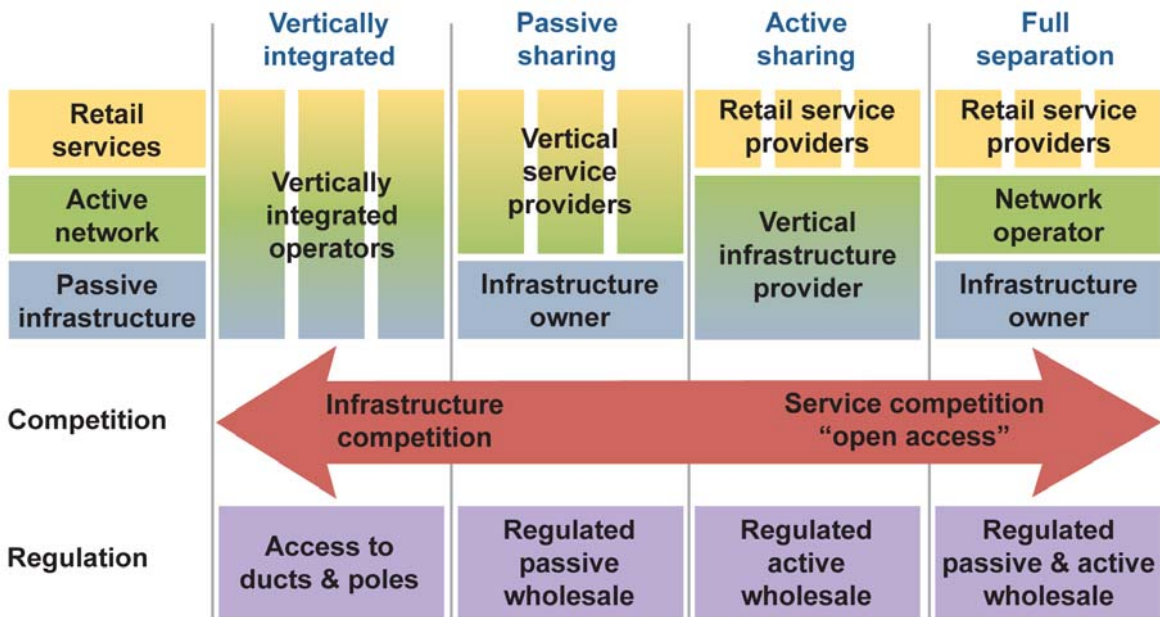 Vertically
integrated
Passive
sharing
Active
sharing
Full
separation
Retail
services
Active
network
Passive
infrastructure
Vertically
integrated
operators
Vertical
service
providers
Infrastructure
owner
Retail service
providers
Vertical
infrastructure
provider
Retail service
providers
Network
operator
Infrastructure
owner
Competition
Infrastructure
competition
Service competition
“open access”
Regulation
Access to
ducts & poles
Regulated
passive
wholesale
Regulated
active
wholesale
Regulated
passive & active
wholesale